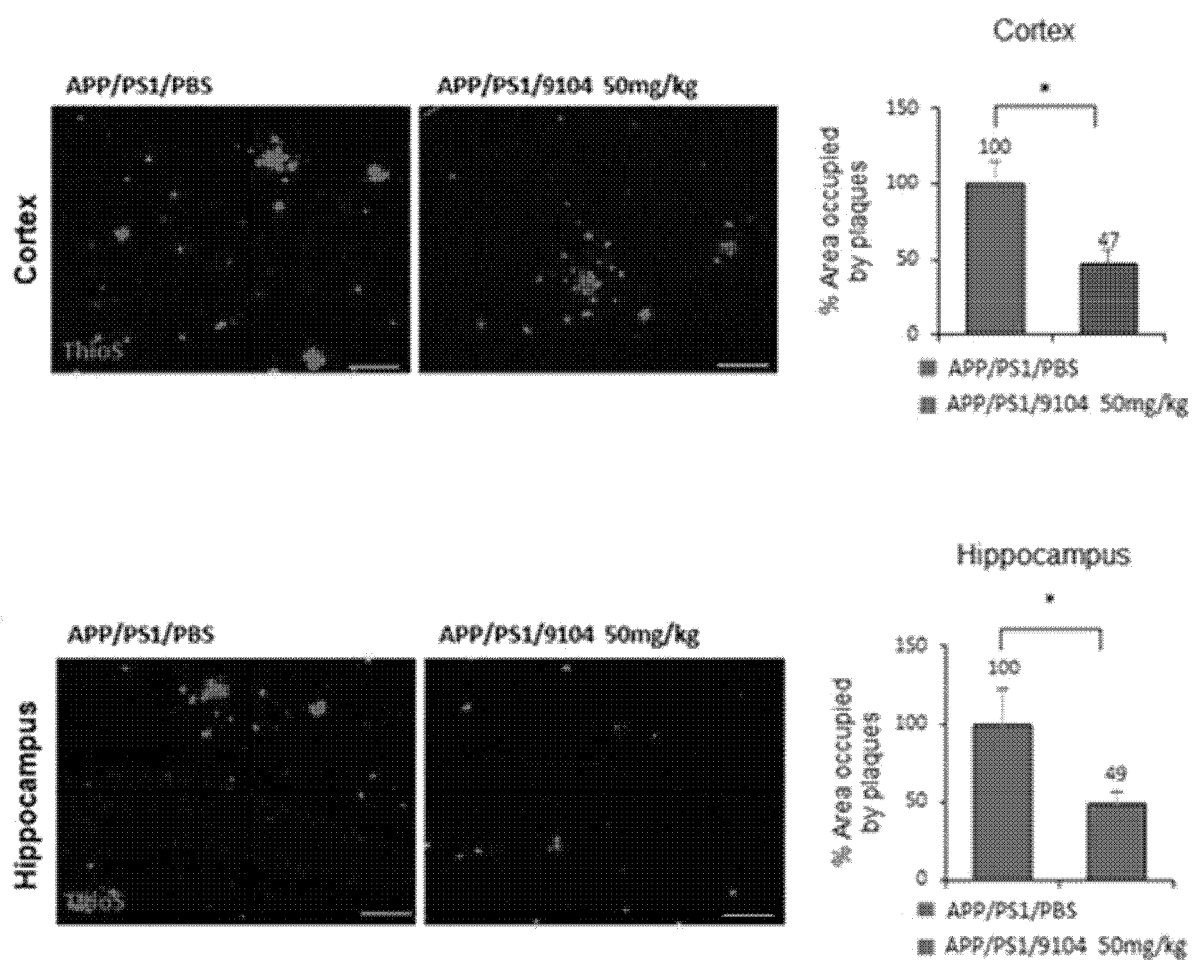 Cortex
APP/PS1/PBS
APP/PS1/9104 50mg/kg
Cortex
ThioS
% Area occupied
by plaques
150
100
50
0
*
100
47
APP/PS1/PBS
APP/PS1/9104 50mg/kg
Hippocampus
APP/PS1/PBS
APP/PS1/9104 50mg/kg
Hippocampus
ThioS
% Area occupied
by plaques
150
100
50
0
*
100
49
APP/PS1/PBS
APP/PS1/9104 50mg/kg